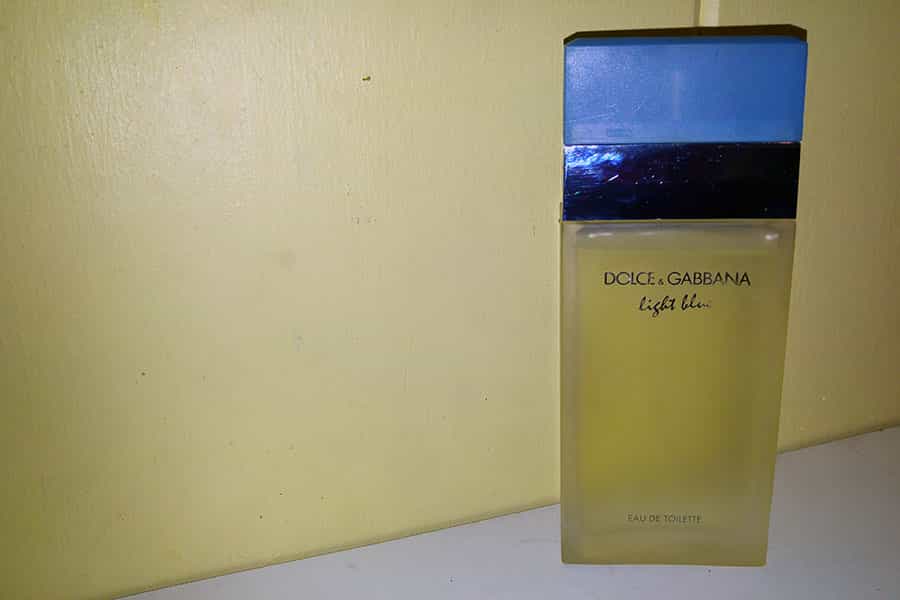 DOLCE & GABBANA
light blue
EAU DE TOILETTE